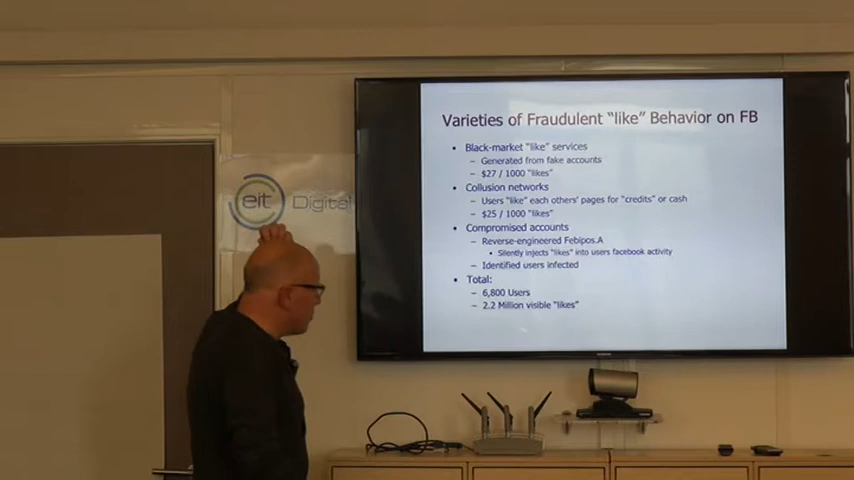 Varieties of Fraudulent "like" Behavior on FB
• Black-market "like" services
– Generated from fake accounts
– $27 / 1000 "likes"
• Collusion networks
– Users "like" each others' pages for "credits" or cash
– $25 / 1000 "likes"
• Compromised accounts
– Reverse-engineered Febipos.A
• Silently injects "likes" into users facebook activity
– Identified users infected
• Total:
– 6,800 Users
– 2.2 Million visible "likes"
eit Digital